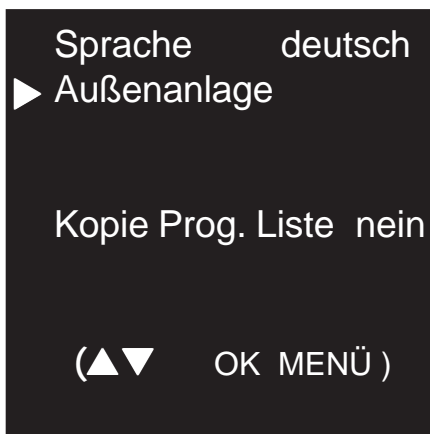 Sprache deutsch
Außenanlage
Kopie Prog. Liste nein
(▲▼ OK MENÜ )